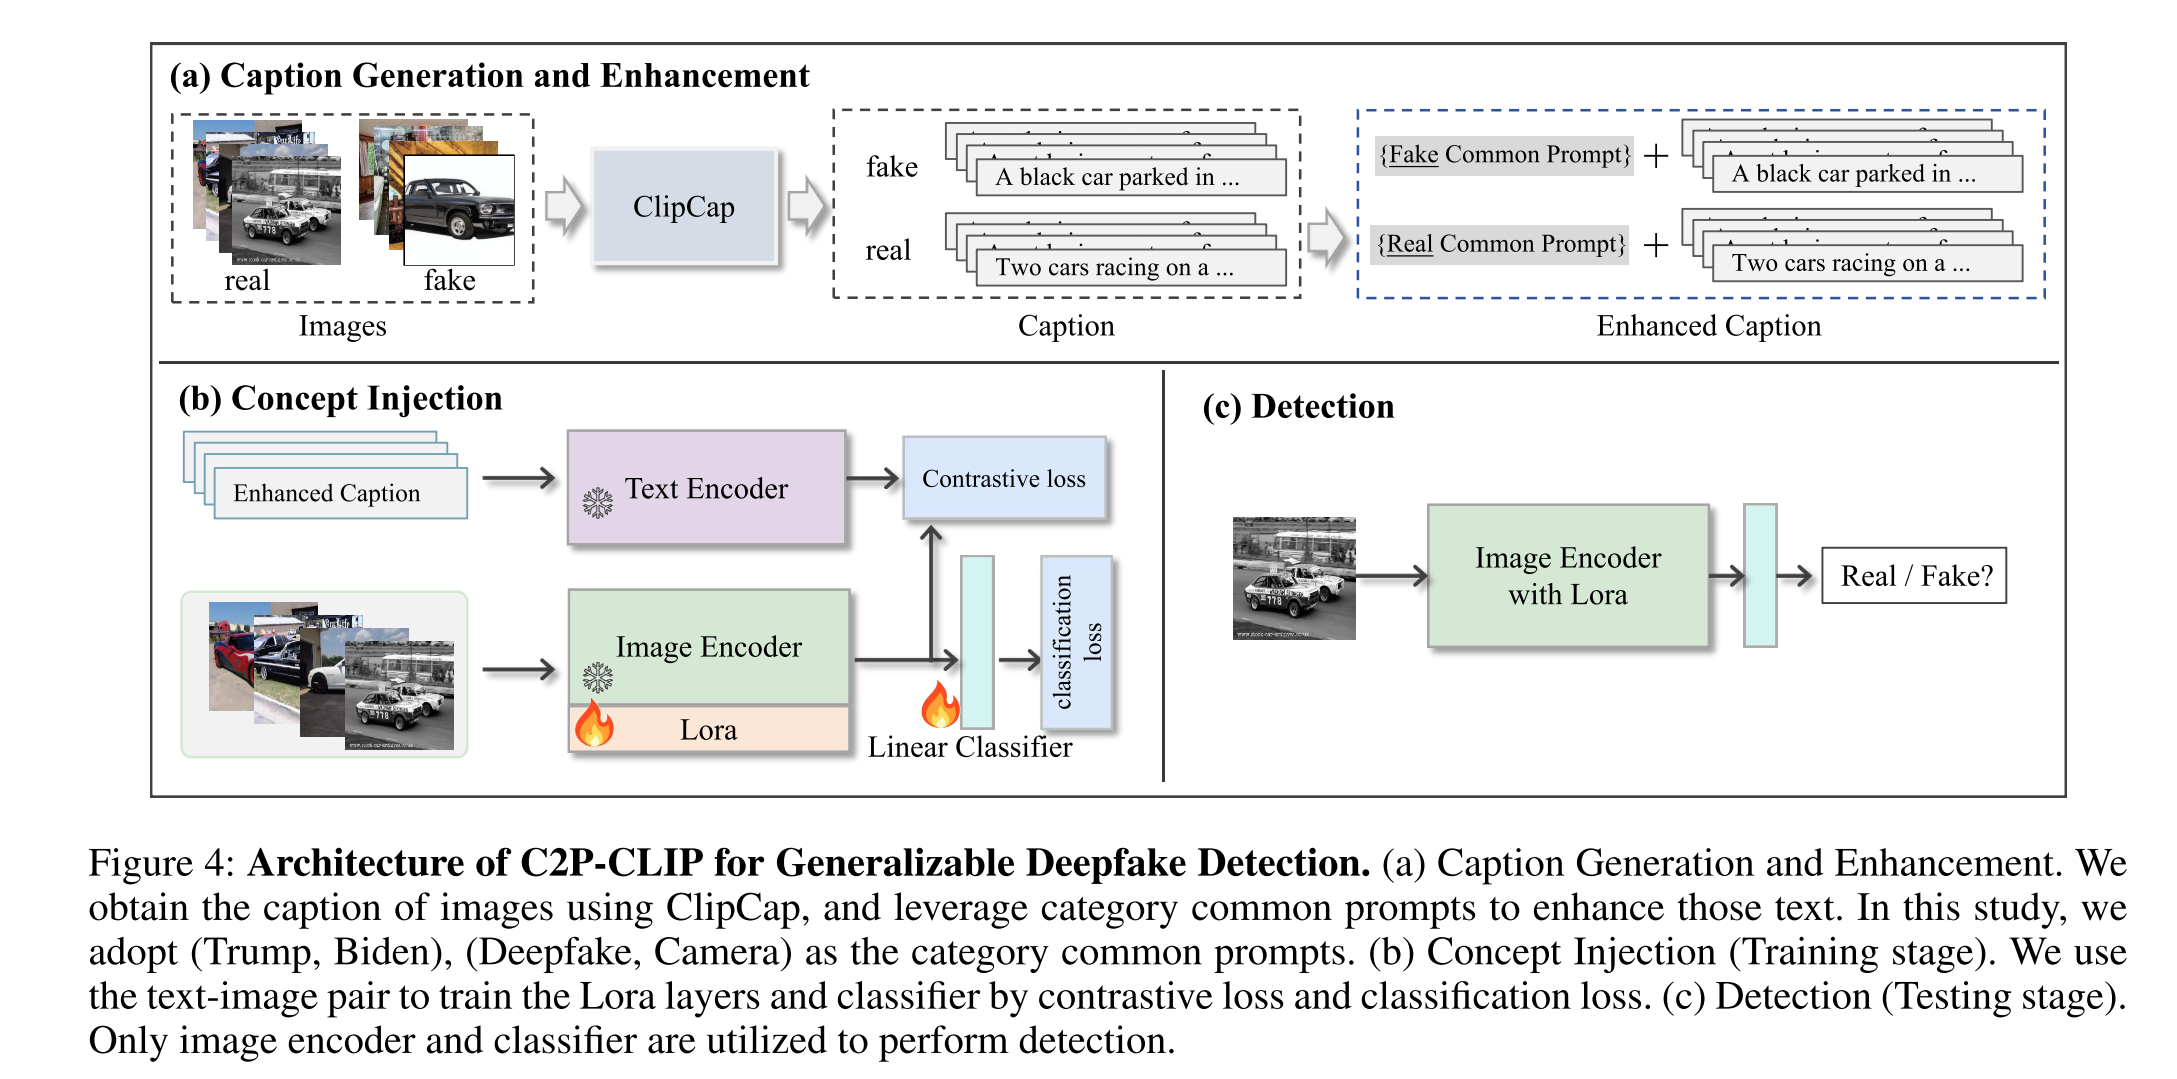 (a) Caption Generation and Enhancement
real
fake
Images
ClipCap
fake
A black car parked in ...
real
Two cars racing on a ...
Caption
{Fake Common Prompt}
+
A black car parked in ...
{Real Common Prompt}
+
Two cars racing on a ...
Enhanced Caption
(b) Concept Injection
Enhanced Caption
Text Encoder
Contrastive loss
Image Encoder
Lora
Linear Classifier
classification
loss
(c) Detection
778
Image Encoder
with Lora
Real / Fake?
Figure 4: Architecture of C2P-CLIP for Generalizable Deepfake Detection. (a) Caption Generation and Enhancement. We
obtain the caption of images using ClipCap, and leverage category common prompts to enhance those text. In this study, we
adopt (Trump, Biden), (Deepfake, Camera) as the category common prompts. (b) Concept Injection (Training stage). We use
the text-image pair to train the Lora layers and classifier by contrastive loss and classification loss. (c) Detection (Testing stage).
Only image encoder and classifier are utilized to perform detection.